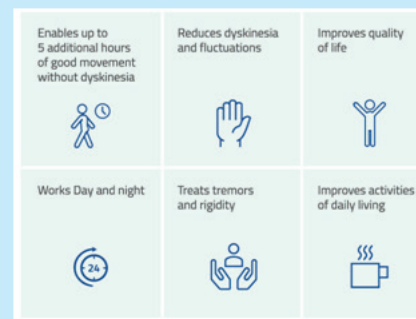 Enables up to
5 additional hours
of good movement
without dyskinesia
Reduces dyskinesia
and fluctuations
Improves quality
of life
Works Day and night
24
Treats tremors
and rigidity
Improves activities
of daily living